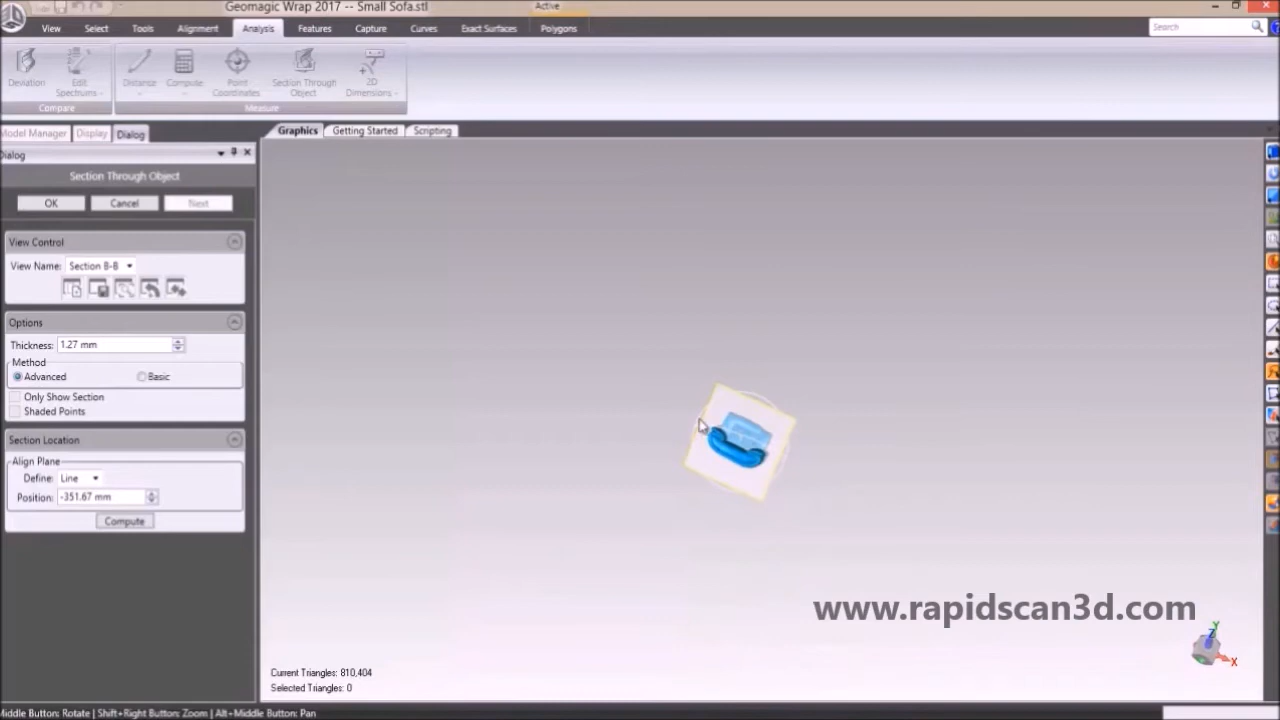 Geomagic Wrap 2017 -- Small Sofa.stl
Active
View Select Tools Alignment Analysis Features Capture Curves Exact Surfaces Polygons
Search
Deviation
Edit
Spectrums
Distance
Compute
Point
Coordinates
Section Through
Object
2D
Dimensions
Compare
Measure
Model Manager Display Dialog
Graphics Getting Started Scripting
Dialog
Section Through Object
OK Cancel Next
View Control
View Name: Section B-B
Options
Thickness: 1.27 mm
Method
Advanced Basic
Only Show Section
Shaded Points
Section Location
Align Plane
Define: Line
Position: -351.67 mm
Compute
www.rapidscan3d.com
Y
Z
X
Current Triangles: 810,404
Selected Triangles: 0
Middle Button: Rotate | Shift+Right Button: Zoom | Alt+Middle Button: Pan